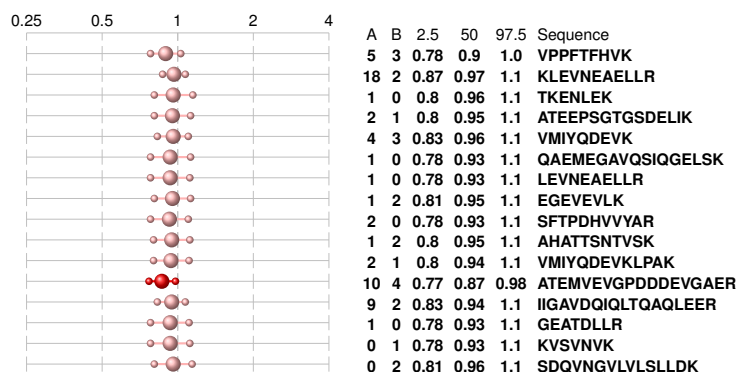 0.25 0.5 1 2 4
A B 2.5 50 97.5 Sequence
5 3 0.78 0.9 1.0 VPPFTFHVK
18 2 0.87 0.97 1.1 KLEVNEAELLR
1 0 0.8 0.96 1.1 TKENLEK
2 1 0.8 0.95 1.1 ATEEPSGTGSDELIK
4 3 0.83 0.96 1.1 VMIYQDEVK
1 0 0.78 0.93 1.1 QAEMEGAVQSIQGELSK
1 0 0.78 0.93 1.1 LEVNEAELLR
1 2 0.81 0.95 1.1 EGEVEVLK
2 0 0.78 0.93 1.1 SFTPDHVVYAR
1 2 0.8 0.95 1.1 AHATTSNTVSK
2 1 0.8 0.94 1.1 VMIYQDEVKLPAK
10 4 0.77 0.87 0.98 ATEMVEVGPDDDEVGAER
9 2 0.83 0.94 1.1 IIGAVDQIQLTQAQLEER
1 0 0.78 0.93 1.1 GEATDLLR
0 1 0.78 0.93 1.1 KVSVNVK
0 2 0.81 0.96 1.1 SDQVNGVLVLSLLDK